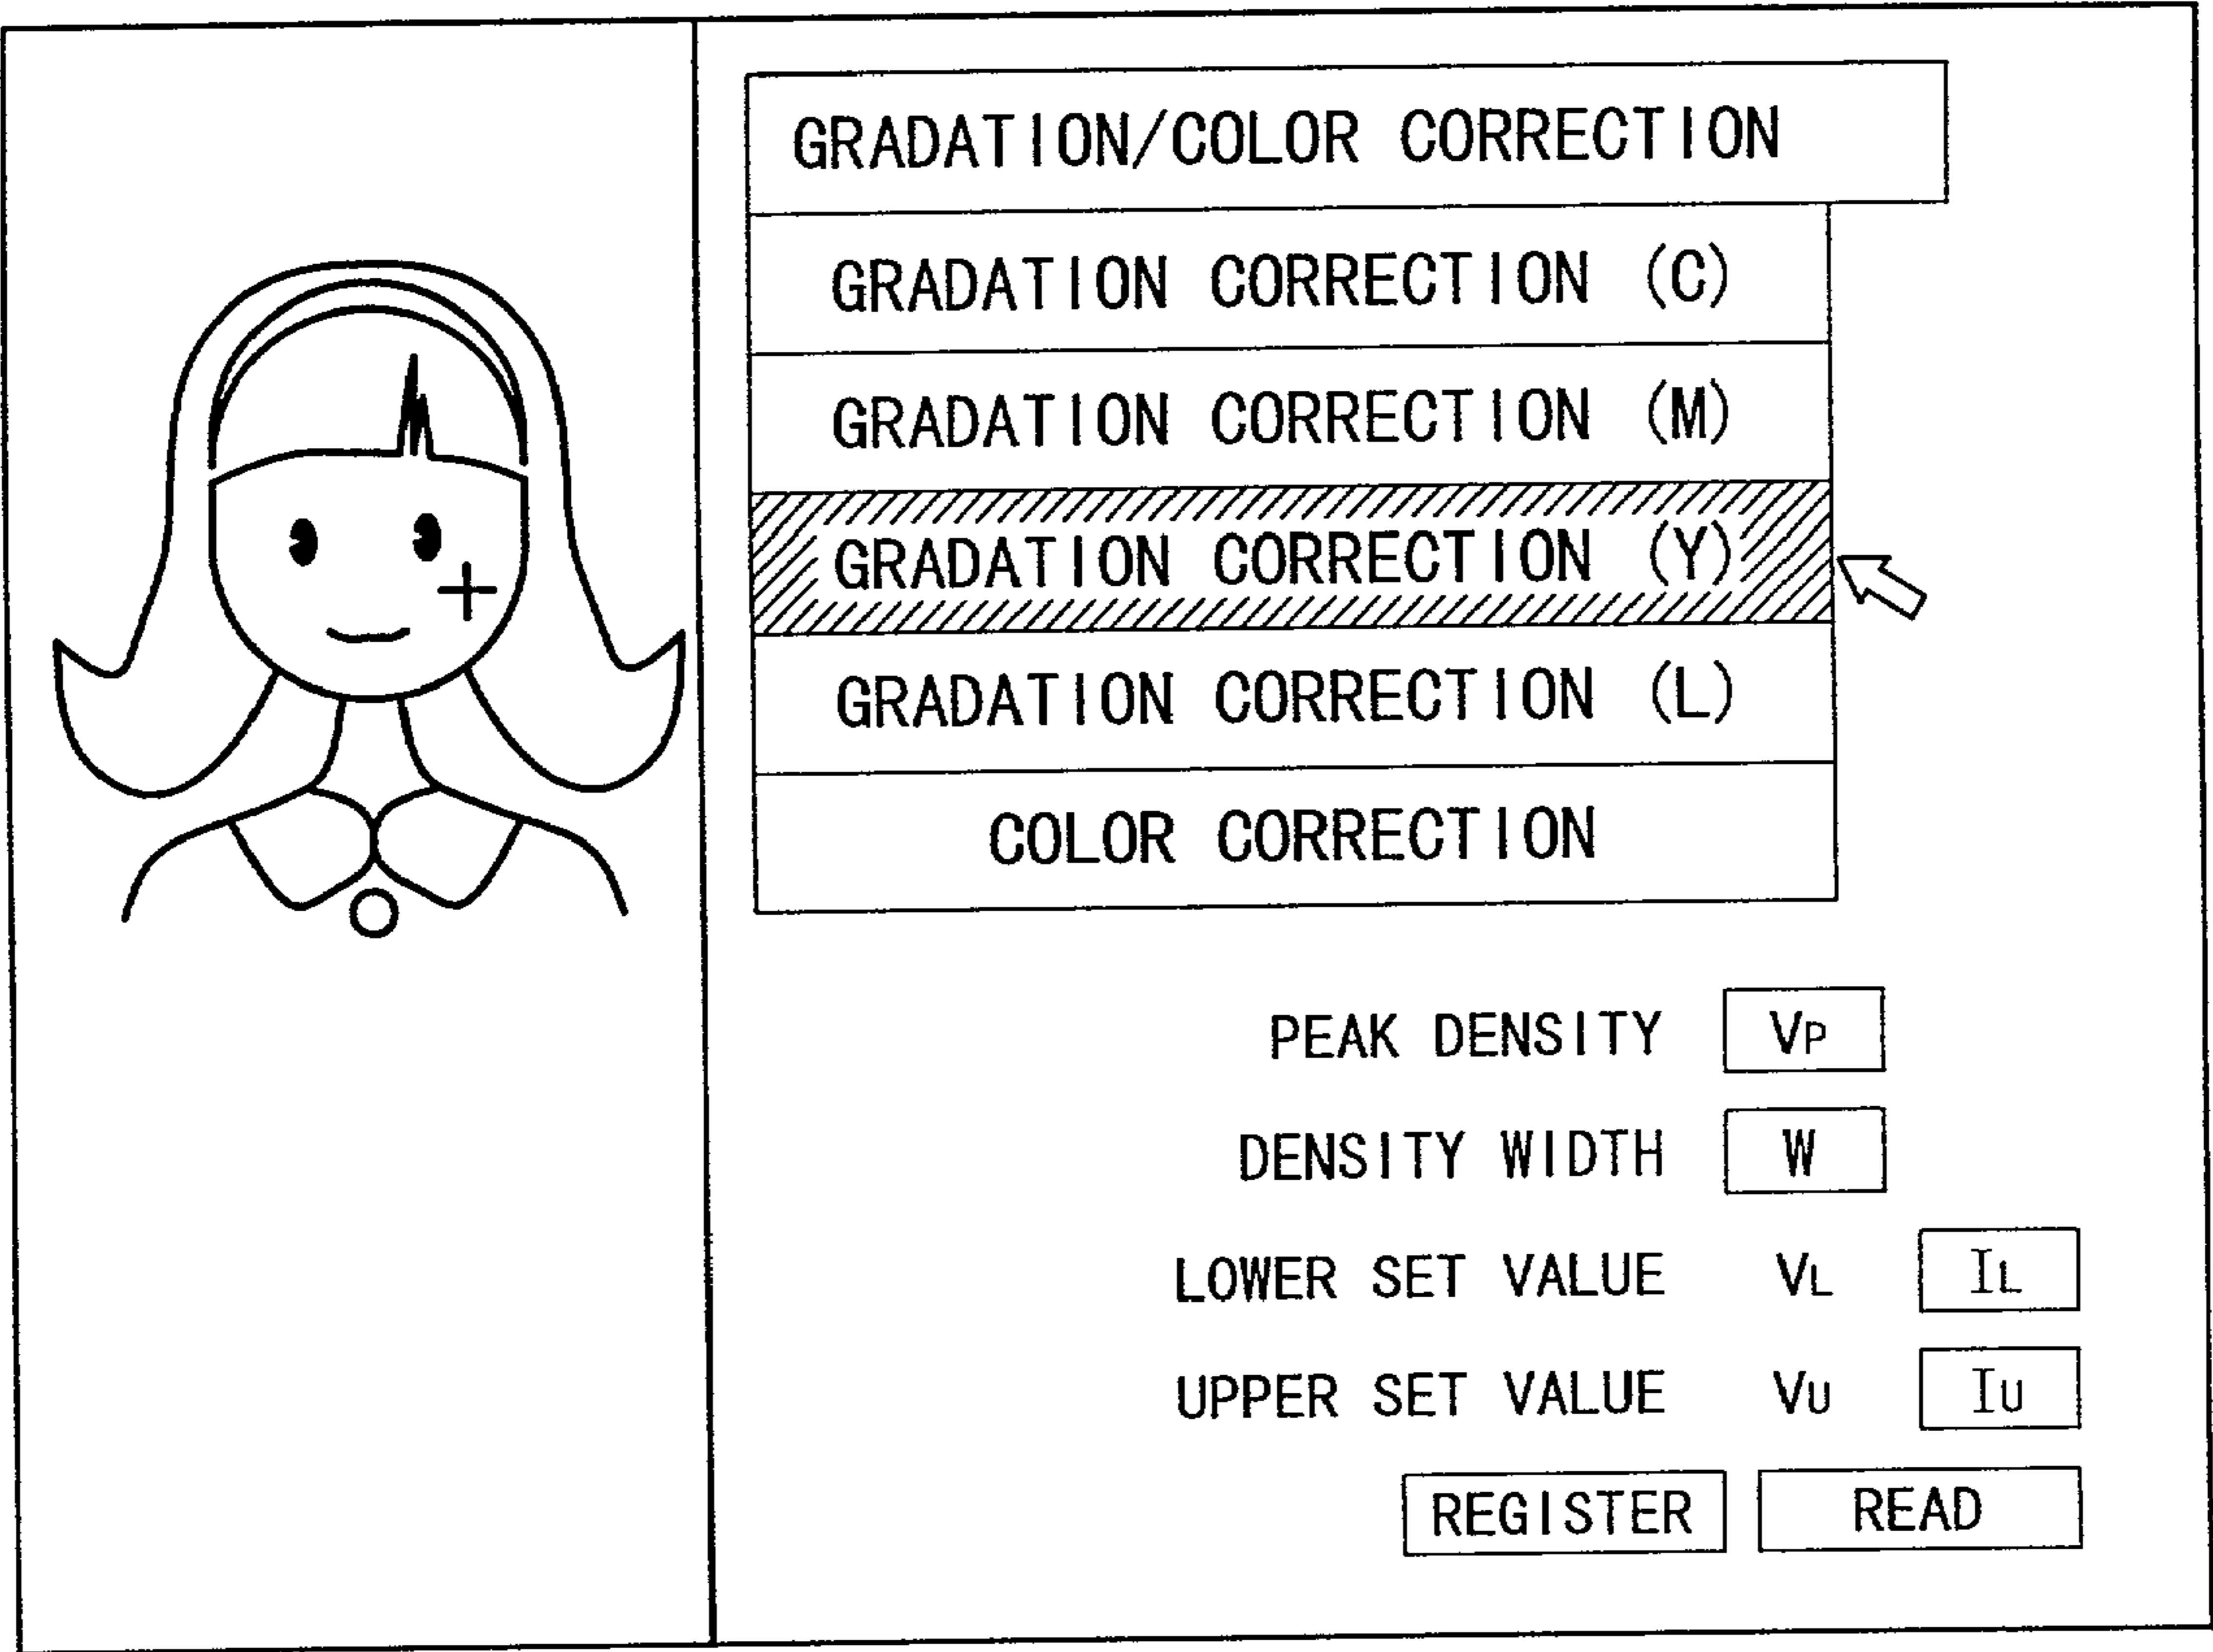 GRADATION/COLOR CORRECTION
GRADATION CORRECTION (C)
GRADATION CORRECTION (M)
GRADATION CORRECTION (Y)
GRADATION CORRECTION (L)
COLOR CORRECTION
PEAK DENSITY VP
DENSITY WIDTH W
LOWER SET VALUE VL IL
UPPER SET VALUE VU IU
REGISTER READ